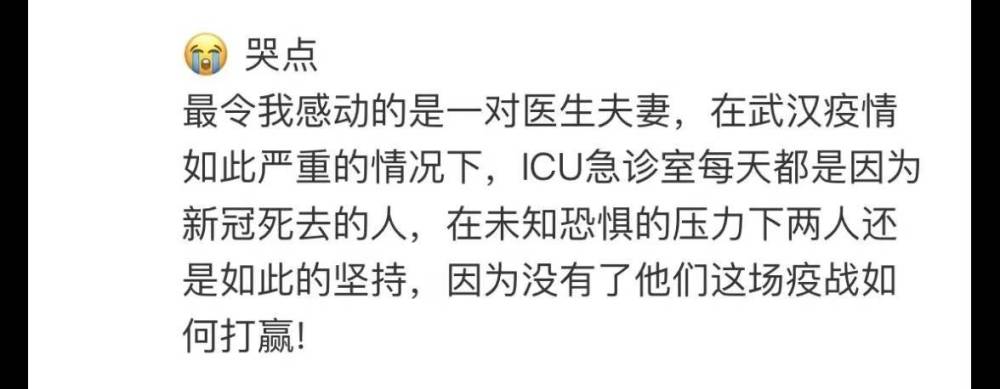 😭 哭点
最令我感动的是一对医生夫妻，在武汉疫情
如此严重的情况下，ICU急诊室每天都是因为
新冠死去的人，在未知恐惧的压力下两人还
是如此的坚持，因为没有了他们这场疫战如
何打赢!